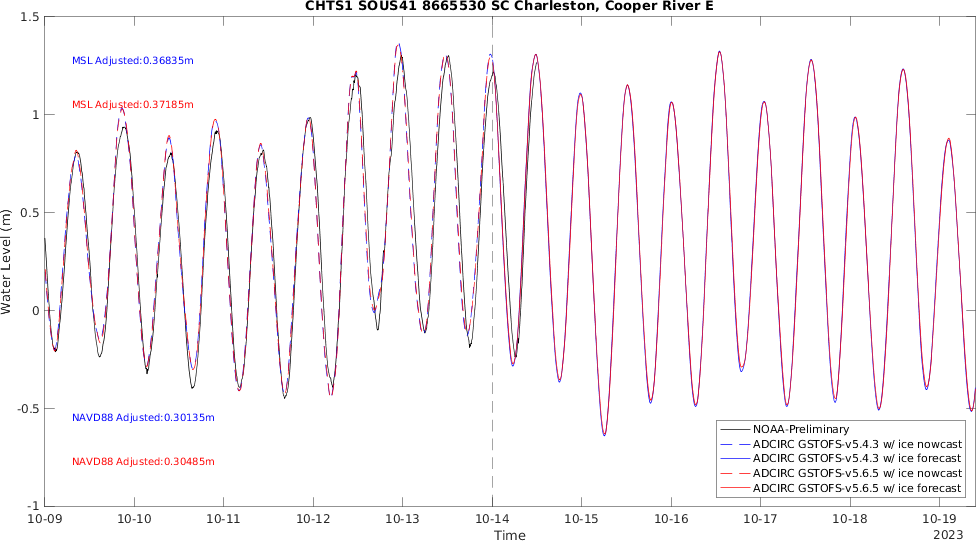 CHTS1 SOUS41 8665530 SC Charleston, Cooper River E
1.5
1
0.5
0
-0.5
-1
Water Level (m)
MSL Adjusted:0.36835m
MSL Adjusted:0.37185m
NAVD88 Adjusted:0.30135m
NAVD88 Adjusted:0.30485m
NOAA-Preliminary
ADCIRC GSTOFS-v5.4.3 w/ ice nowcast
ADCIRC GSTOFS-v5.4.3 w/ ice forecast
ADCIRC GSTOFS-v5.6.5 w/ ice nowcast
ADCIRC GSTOFS-v5.6.5 w/ ice forecast
10-09 10-10 10-11 10-12 10-13 10-14 10-15 10-16 10-17 10-18 10-19
Time
2023